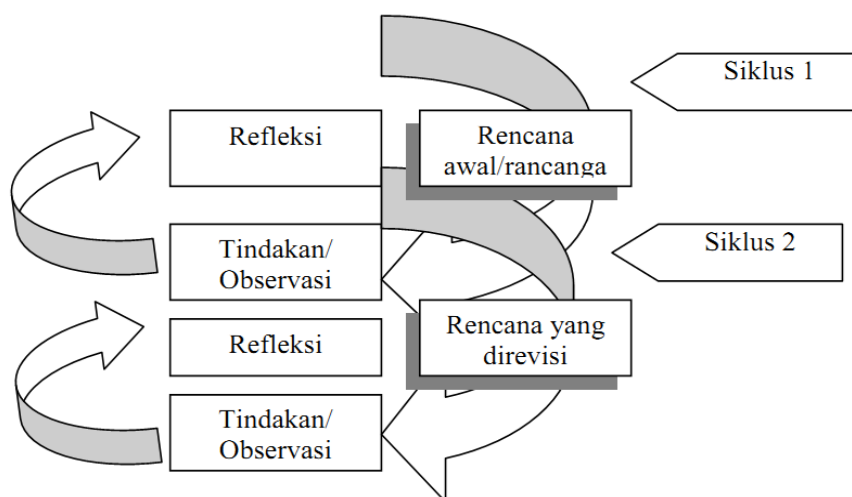 Siklus 1
Refleksi
Rencana
awal/rancanga
Tindakan/
Observasi
Siklus 2
Refleksi
Rencana yang
direvisi
Tindakan/
Observasi